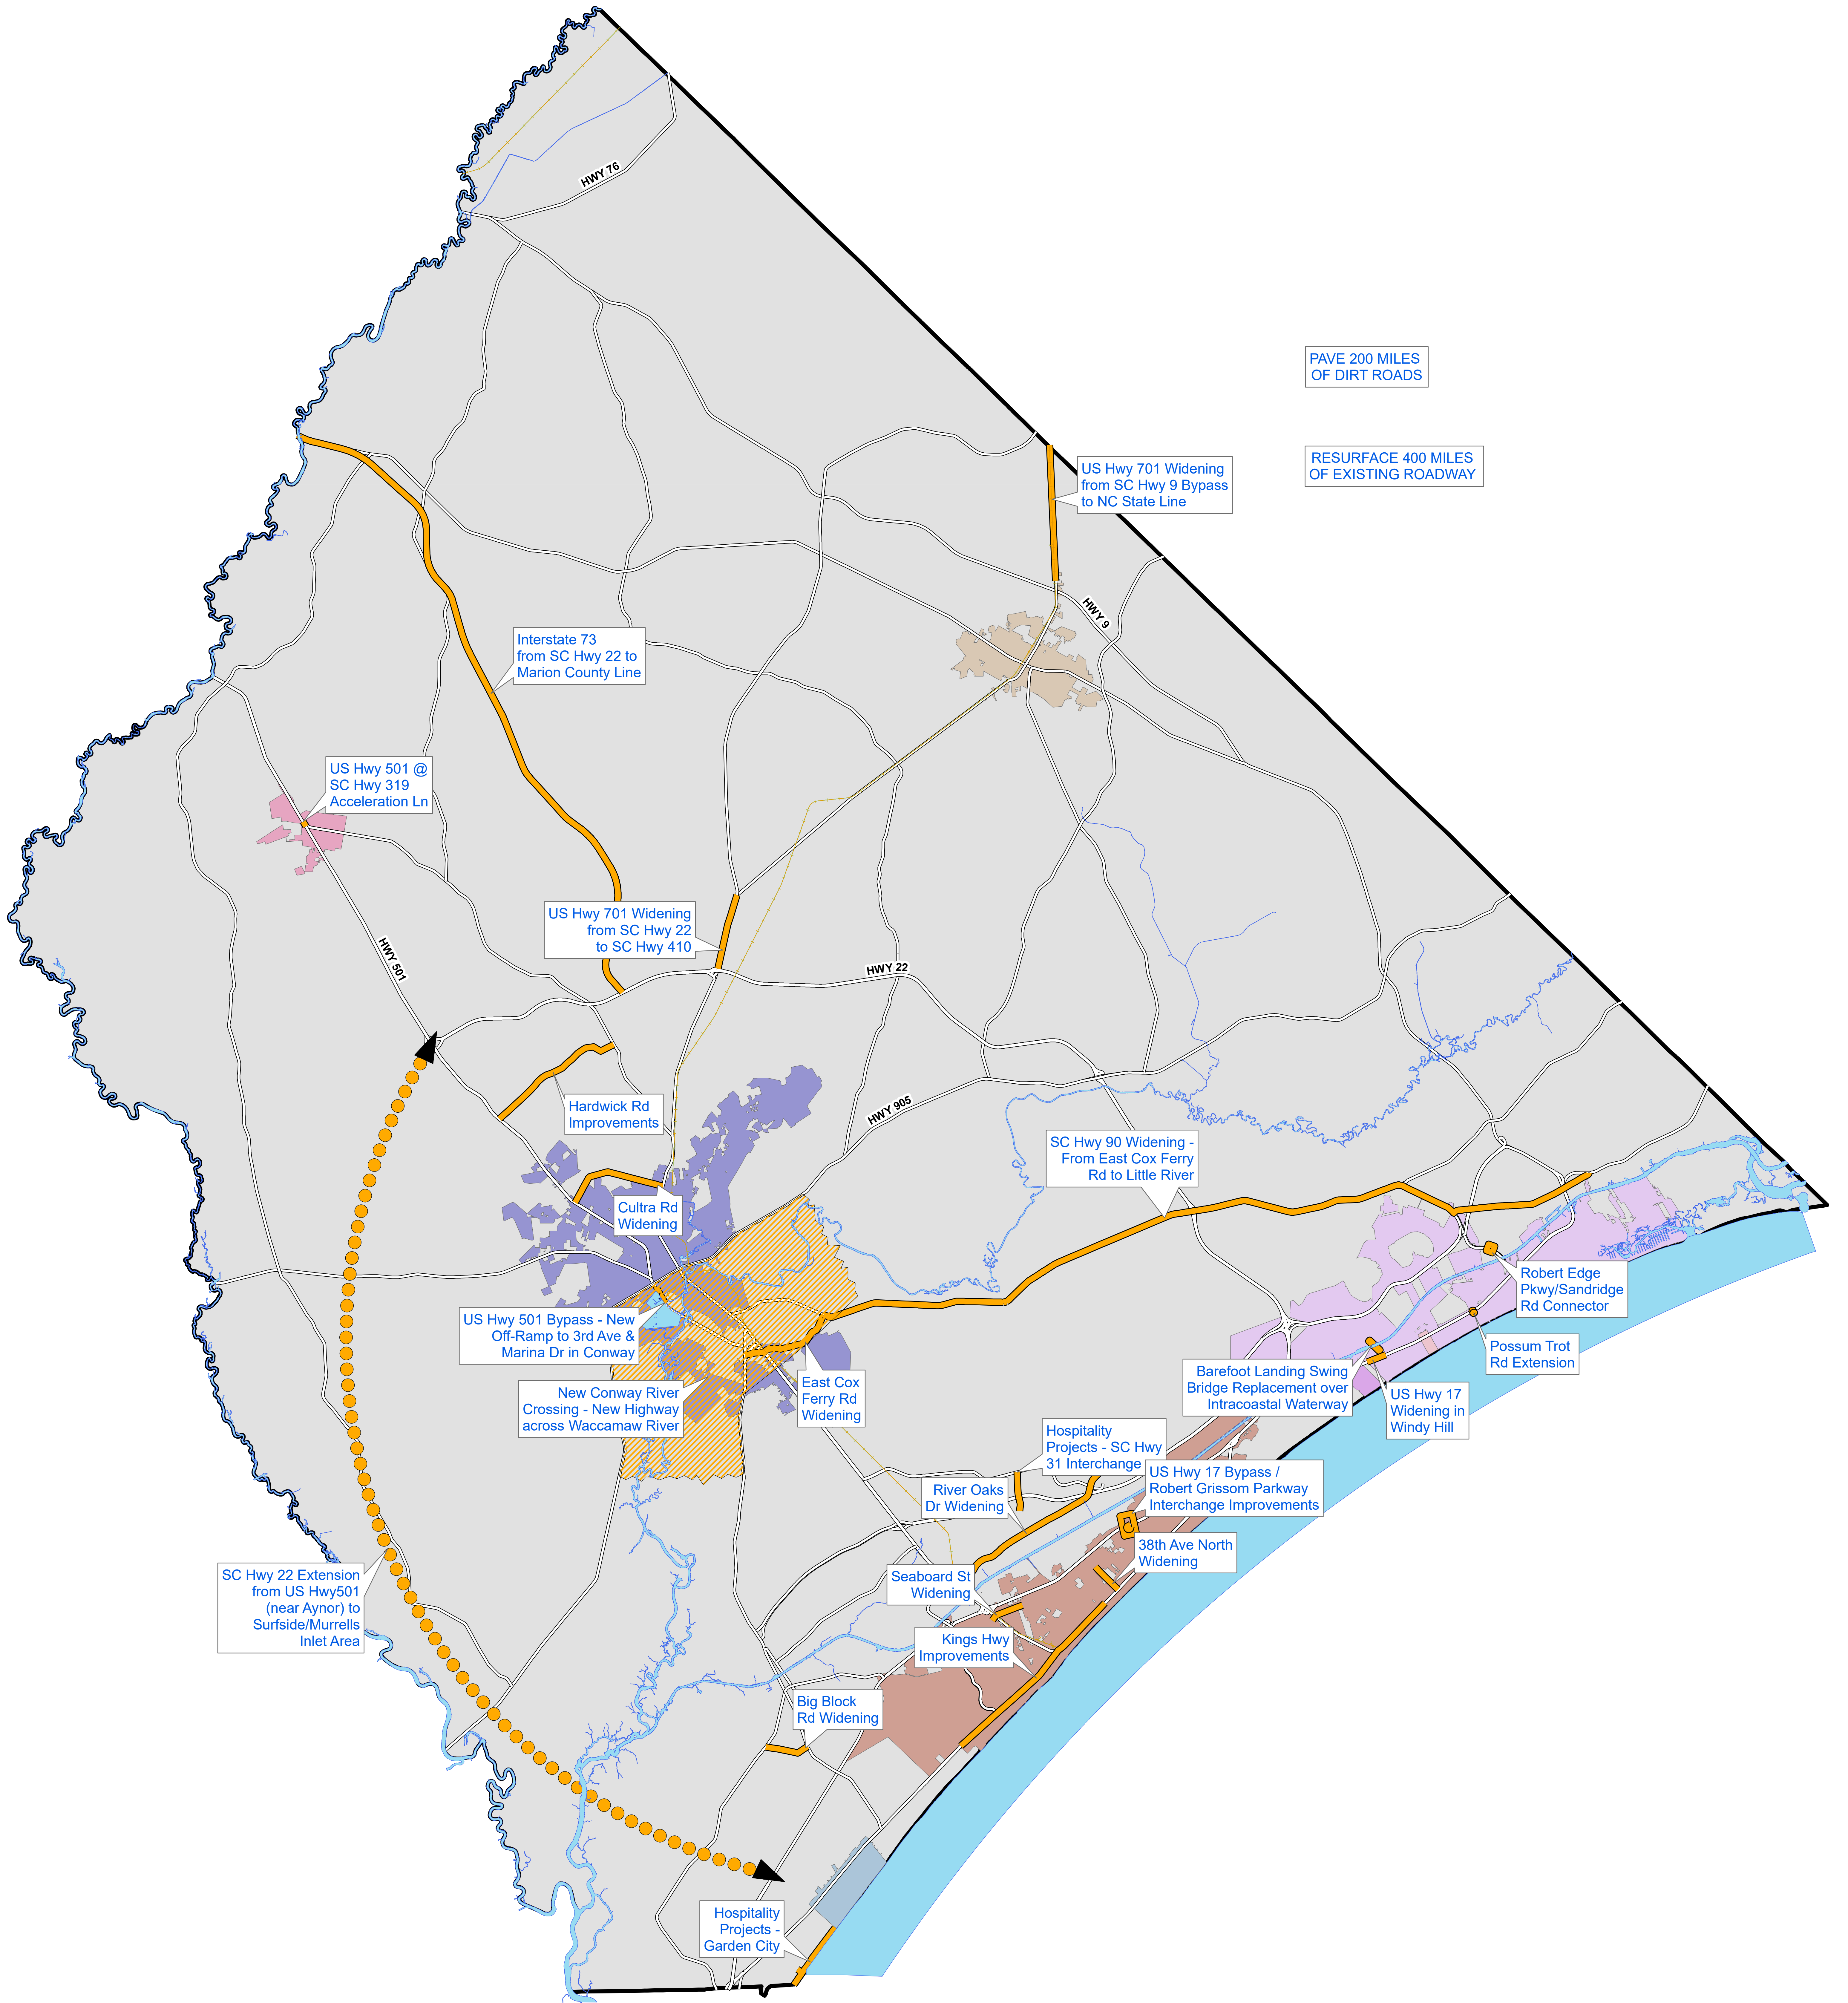 HWY 76
PAVE 200 MILES
OF DIRT ROADS
RESURFACE 400 MILES
OF EXISTING ROADWAY
US Hwy 701 Widening
from SC Hwy 9 Bypass
to NC State Line
HWY 9
Interstate 73
from SC Hwy 22 to
Marion County Line
US Hwy 501 @
SC Hwy 319
Acceleration Ln
US Hwy 701 Widening
from SC Hwy 22
to SC Hwy 410
HWY 501
HWY 22
Hardwick Rd
Improvements
HWY 905
SC Hwy 90 Widening -
From East Cox Ferry
Rd to Little River
Cultra Rd
Widening
Robert Edge
Pkwy/Sandridge
Rd Connector
US Hwy 501 Bypass - New
Off-Ramp to 3rd Ave &
Marina Dr in Conway
Possum Trot
Rd Extension
Barefoot Landing Swing
Bridge Replacement over
Intracoastal Waterway
East Cox
Ferry Rd
Widening
New Conway River
Crossing - New Highway
across Waccamaw River
US Hwy 17
Widening in
Windy Hill
Hospitality
Projects - SC Hwy
31 Interchange
US Hwy 17 Bypass /
Robert Grissom Parkway
Interchange Improvements
River Oaks
Dr Widening
38th Ave North
Widening
SC Hwy 22 Extension
from US Hwy501
(near Aynor) to
Surfside/Murrells
Inlet Area
Seaboard St
Widening
Kings Hwy
Improvements
Big Block
Rd Widening
Hospitality
Projects -
Garden City